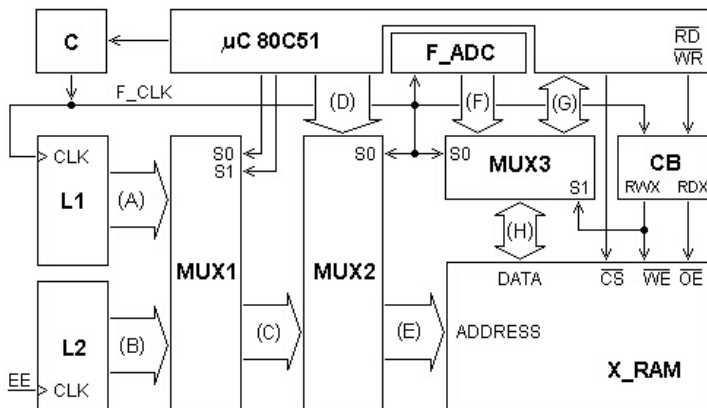 C
μC 80C51
F_ADC
RD
WR
F_CLK
(D)
(F)
(G)
CLK
L1
(A)
S0
S1
MUX1
S0
MUX2
S0
MUX3
S1
CB
RWX
RDX
(H)
DATA
CS
WE
OE
L2
(B)
(C)
(E)
ADDRESS
X_RAM
EE
CLK